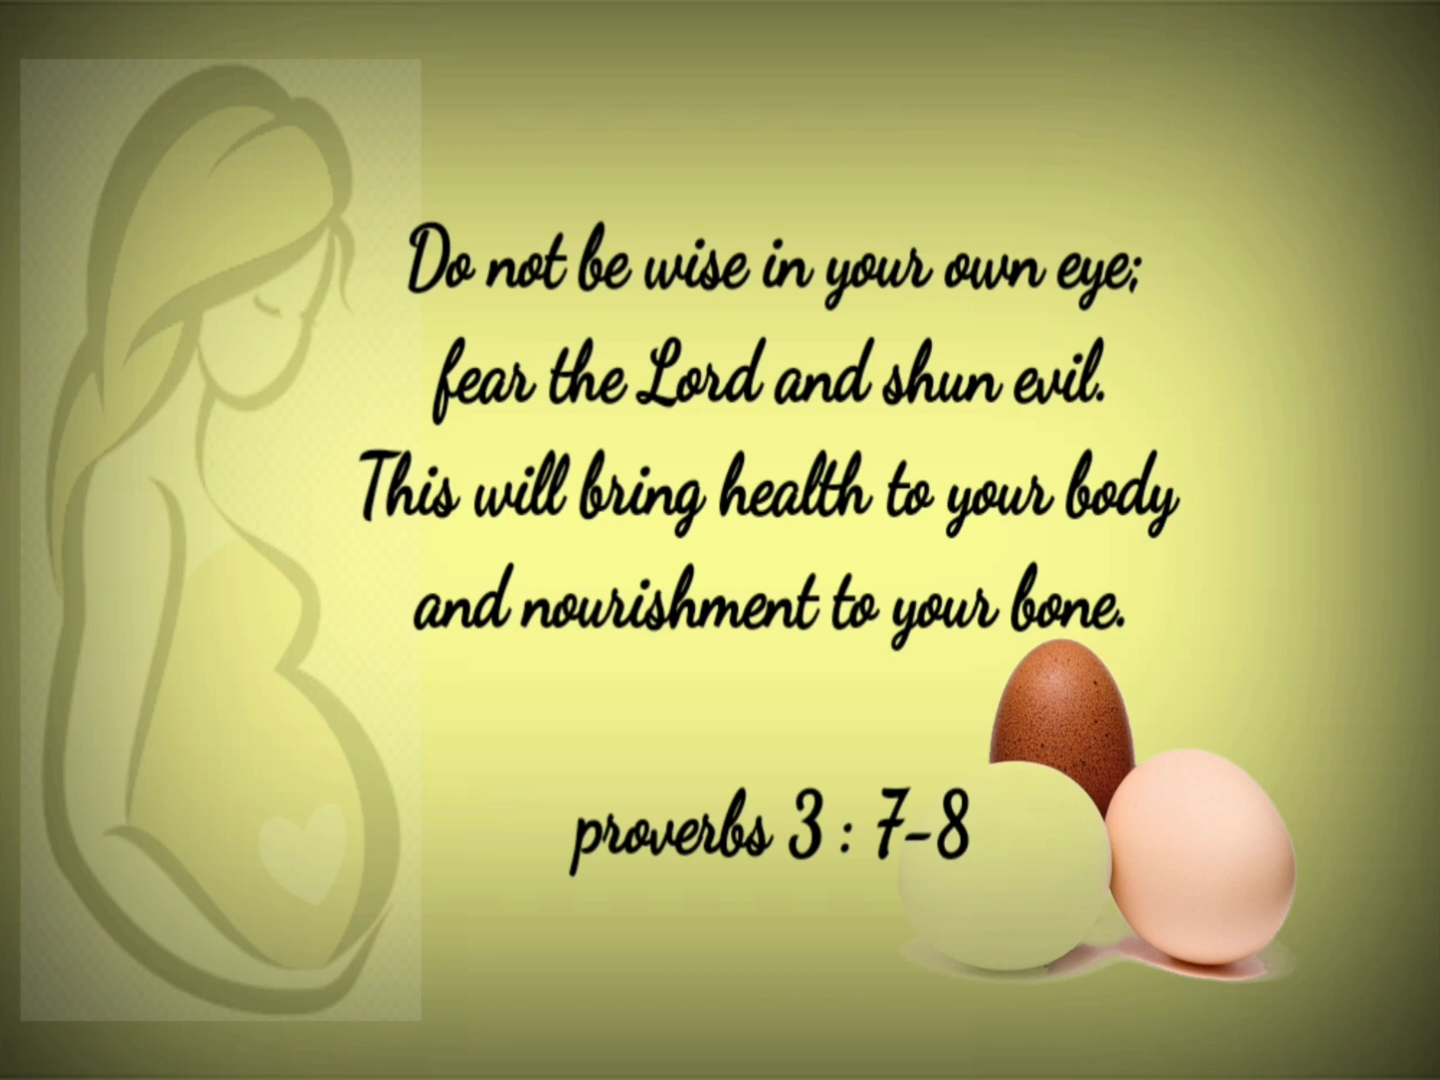 Do not be wise in your own eye;
fear the Lord and shun evil.
This will bring health to your body
and nourishment to your bone.
proverbs 3 : 7-8